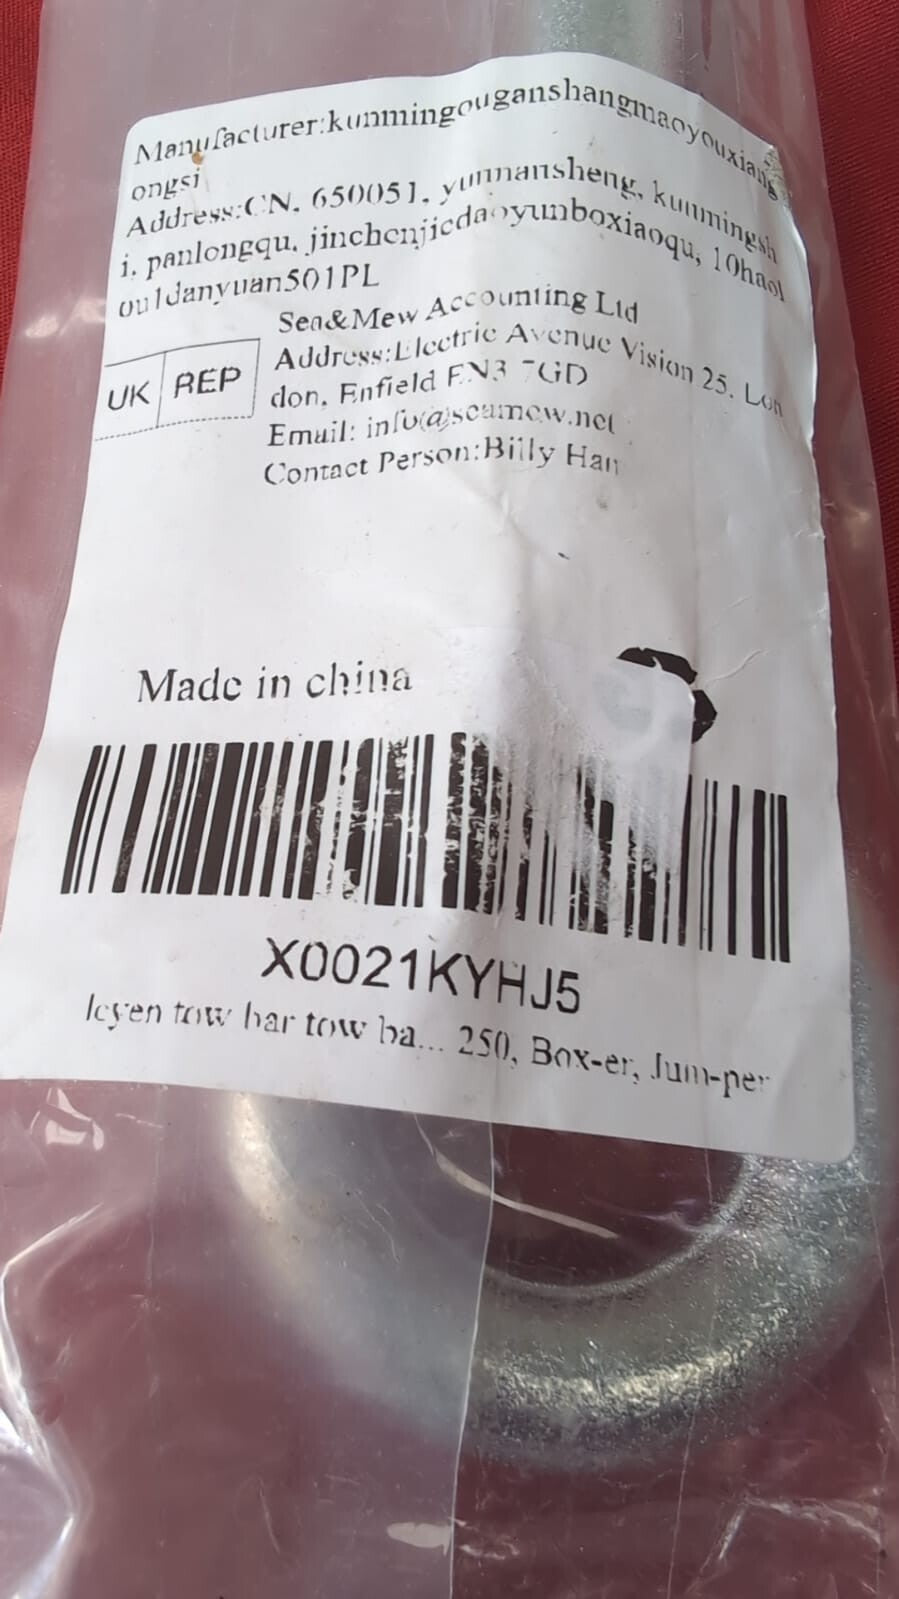 Manufacturer:kunmingouganshangmaoyouxiang
ongsi
Address:CN, 650051, yunnansheng, kunmingsh
i, panlongqu, jinchenjiedaoyunboxiaoqu, 10haol
ou1danyuan501PL
UK REP
Sea&Mew Accounting Ltd
Address:Electric Avenue Vision 25, Lon
don, Enfield EN3 7GD
Email: info@seamew.net
Contact Person:Billy Han
Made in china
X0021KYHJ5
Icyen tow bar tow ba... 250, Box-er, Jum-per